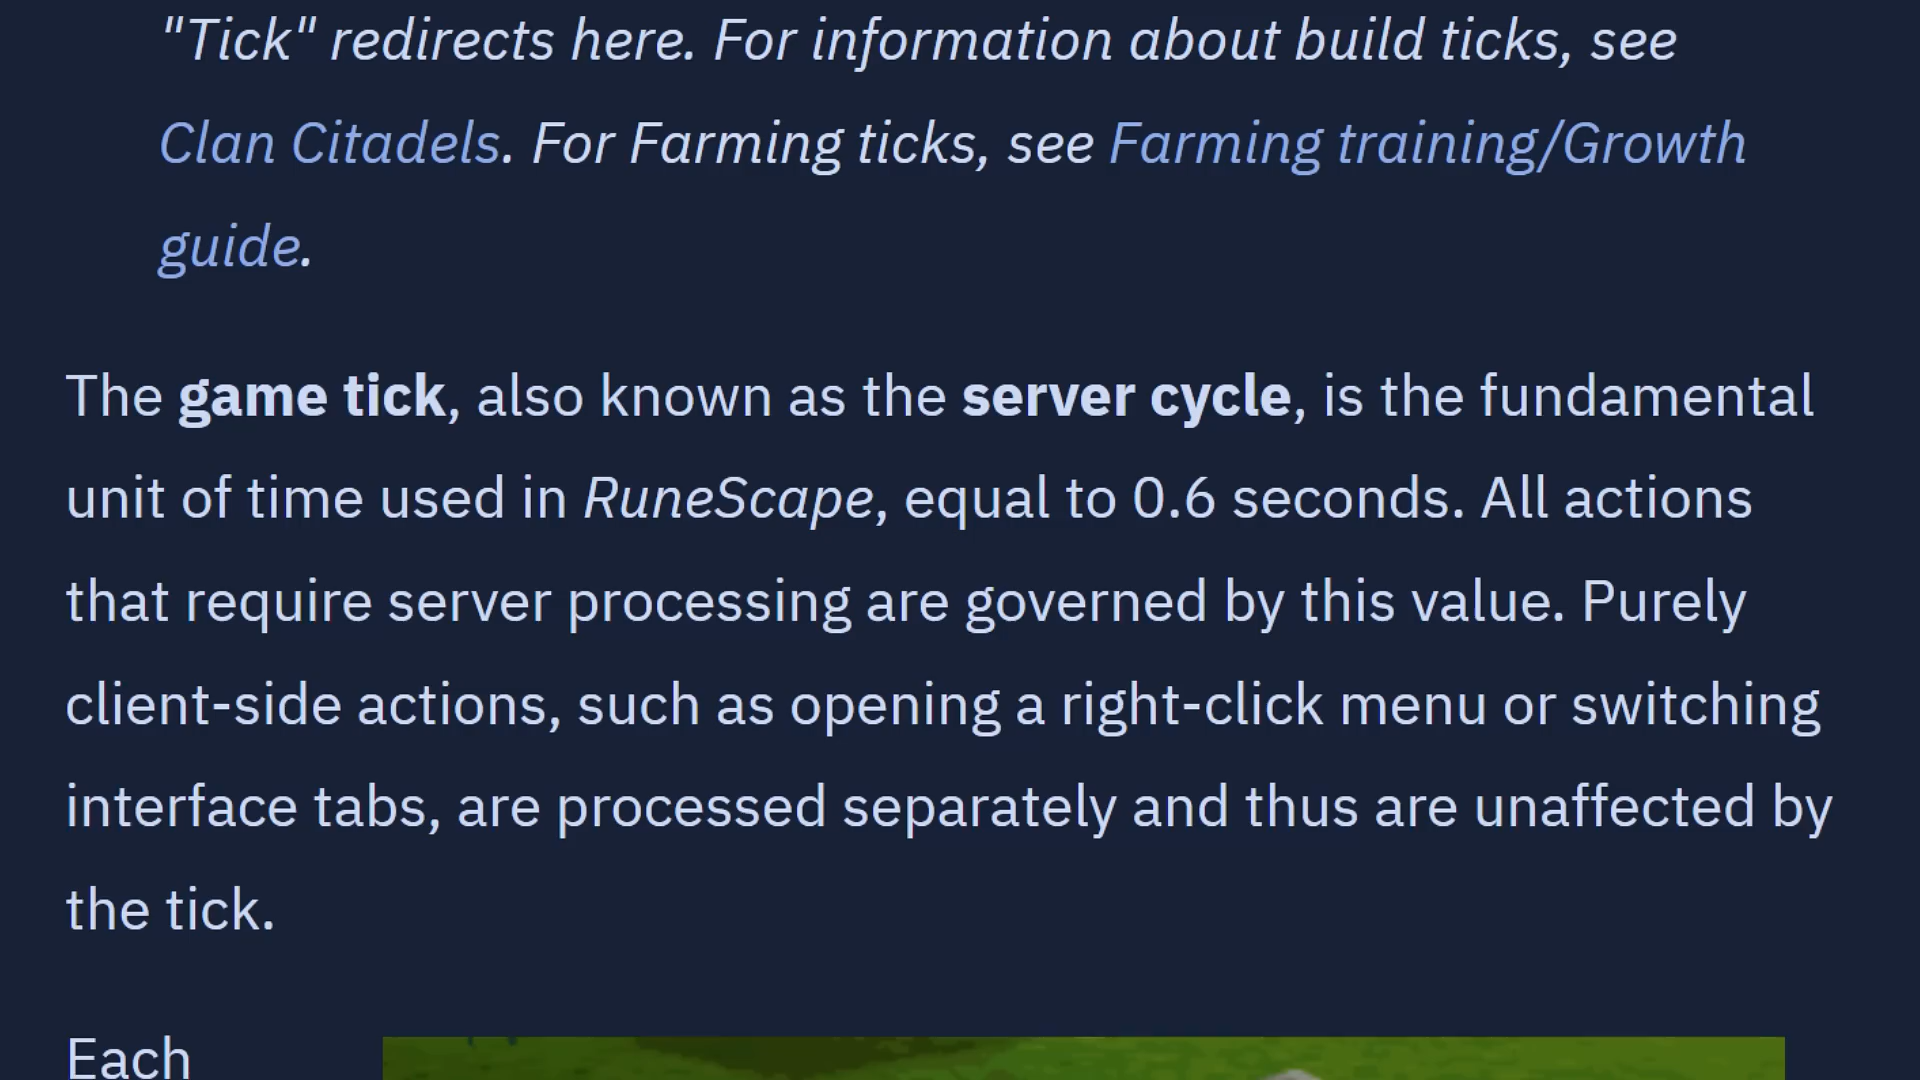 "Tick" redirects here. For information about build ticks, see
Clan Citadels. For Farming ticks, see Farming training/Growth
guide.
The game tick, also known as the server cycle, is the fundamental
unit of time used in RuneScape, equal to 0.6 seconds. All actions
that require server processing are governed by this value. Purely
client-side actions, such as opening a right-click menu or switching
interface tabs, are processed separately and thus are unaffected by
the tick.
Each